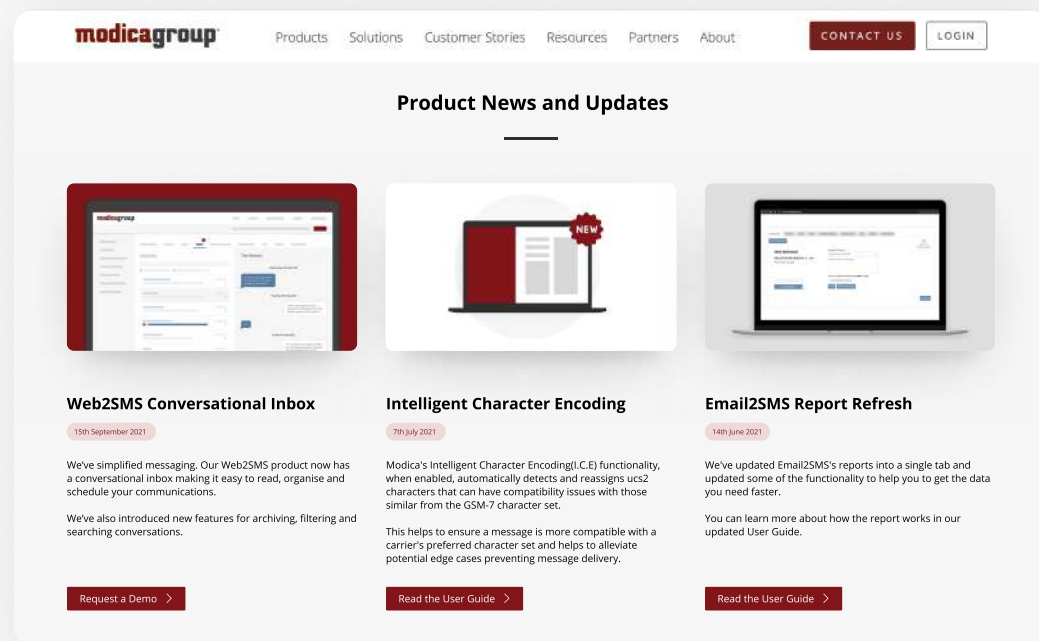 modicagroup
Products Solutions Customer Stories Resources Partners About
CONTACT US LOGIN
Product News and Updates
modicagroup
NEW
Web2SMS Conversational Inbox
15th September 2021
We've simplified messaging. Our Web2SMS product now has
a conversational inbox making it easy to read, organise and
schedule your communications.
We've also introduced new features for archiving, filtering and
searching conversations.
Request a Demo
Intelligent Character Encoding
7th July 2021
Modica's Intelligent Character Encoding(I.C.E) functionality,
when enabled, automatically detects and reassigns ucs2
characters that can have compatibility issues with those
similar from the GSM-7 character set.
This helps to ensure a message is more compatible with a
carrier's preferred character set and helps to alleviate
potential edge cases preventing message delivery.
Read the User Guide
Email2SMS Report Refresh
14th June 2021
We've updated Email2SMS's reports into a single tab and
updated some of the functionality to help you to get the data
you need faster.
You can learn more about how the report works in our
updated User Guide.
Read the User Guide